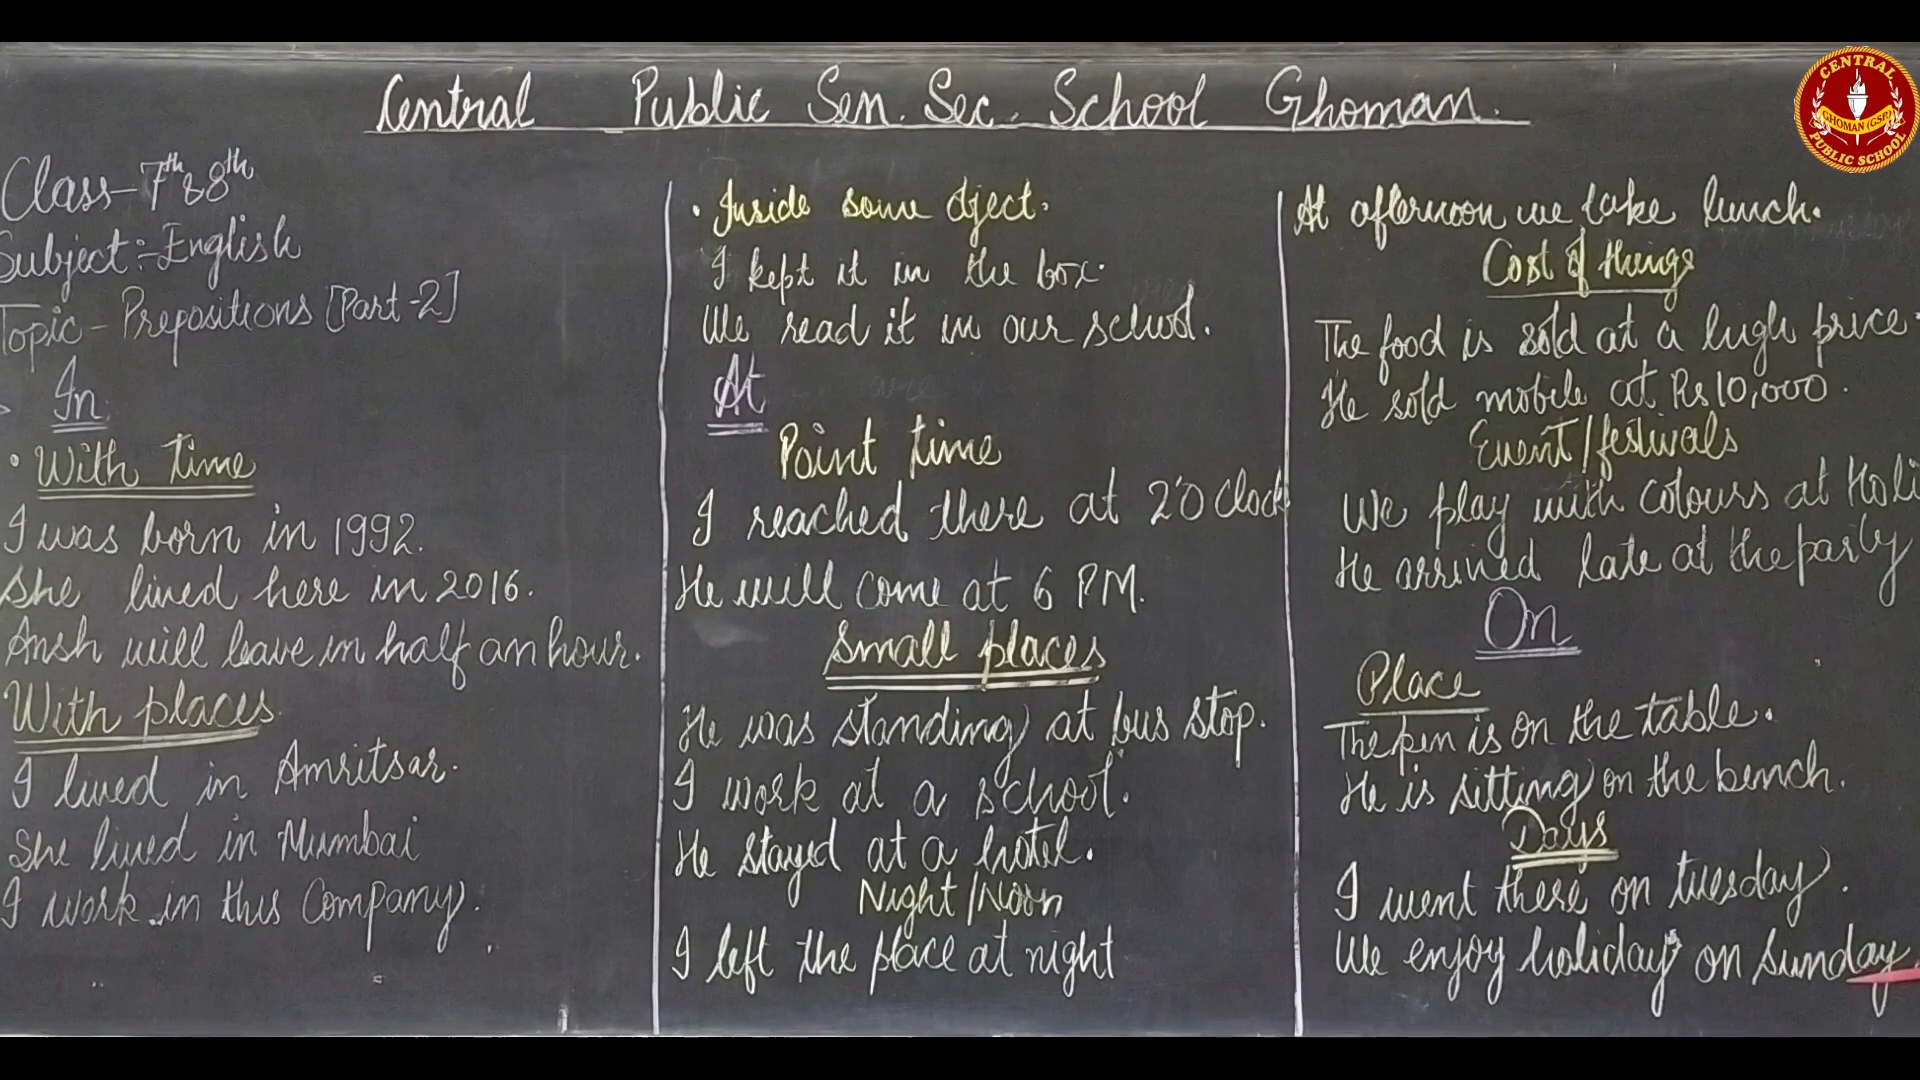 Central Public Sen. Sec. School Ghoman.
CENTRAL
GHOMAN (GSP)
PUBLIC SCHOOL
Class-7th & 8th
Subject:-English
Topic - Prepositions [Part-2]
In
• With time
I was born in 1992.
She lived here in 2016.
Ansh will leave in half an hour.
With places
I lived in Amritsar.
She lived in Mumbai
I work in this Company.
• Inside some oject.
I kept it in the box.
We read it in our school.
At
Point time
I reached there at 2'O Clock
He will come at 6 PM.
Small places
He was standing at bus stop.
I work at a school.
He stayed at a hotel.
Night/Noon
I left the place at night
At afternoon we take lunch.
Cost of things
The food is sold at a high price.
He sold mobile at Rs 10,000.
Event/festivals
We play with colours at Holi
He arrived late at the party
On
Place
The pen is on the table.
He is sitting on the bench.
Days
I went there on tuesday.
We enjoy holiday on sunday